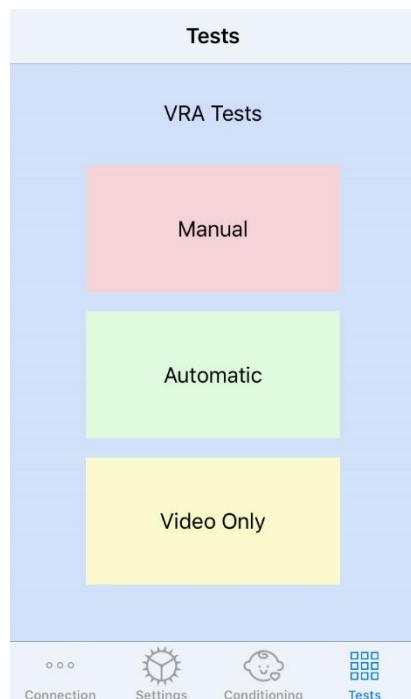 Tests
VRA Tests
Manual
Automatic
Video Only
Connection Settings Conditioning Tests